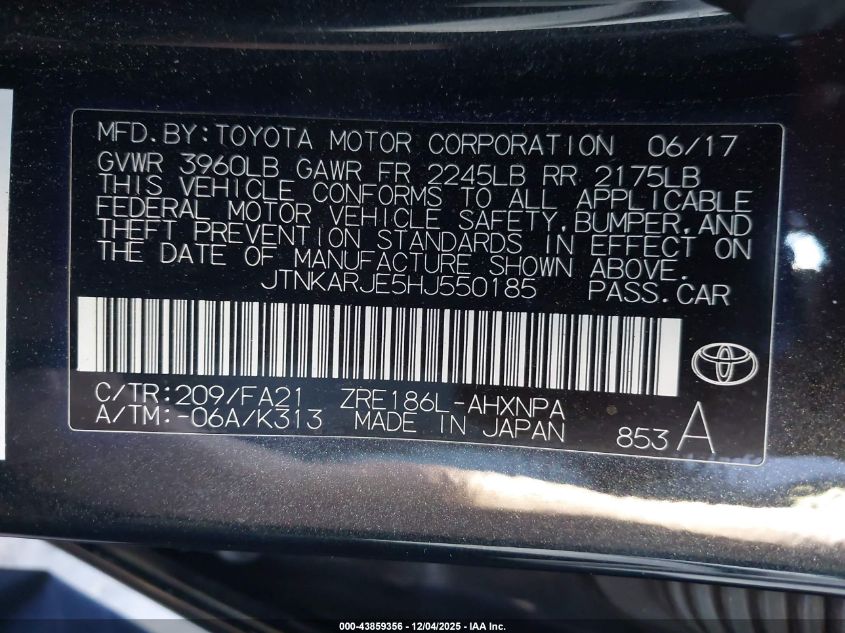 MFD.BY:TOYOTA MOTOR CORPORATION 06/17
GVWR 3960LB GAWR FR 2245LB RR 2175LB
THIS VEHICLE CONFORMS TO ALL APPLICABLE
FEDERAL MOTOR VEHICLE SAFETY,BUMPER,AND
THEFT PREVENTION STANDARDS IN EFFECT ON
THE DATE OF MANUFACTURE SHOWN ABOVE.
JTNKARJE5HJ550185 PASS.CAR
C/TR:209/FA21 ZRE186L-AHXNPA
A/TM:-06A/K313 MADE IN JAPAN
853 A
000-43859356 - 12/04/2025 - IAA Inc.